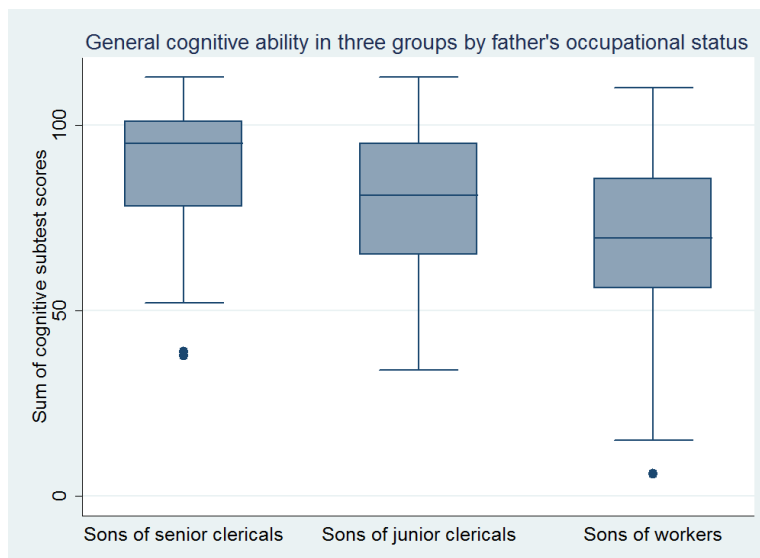 General cognitive ability in three groups by father's occupational status
Sum of cognitive subtest scores
100
50
0
Sons of senior clericals
Sons of junior clericals
Sons of workers